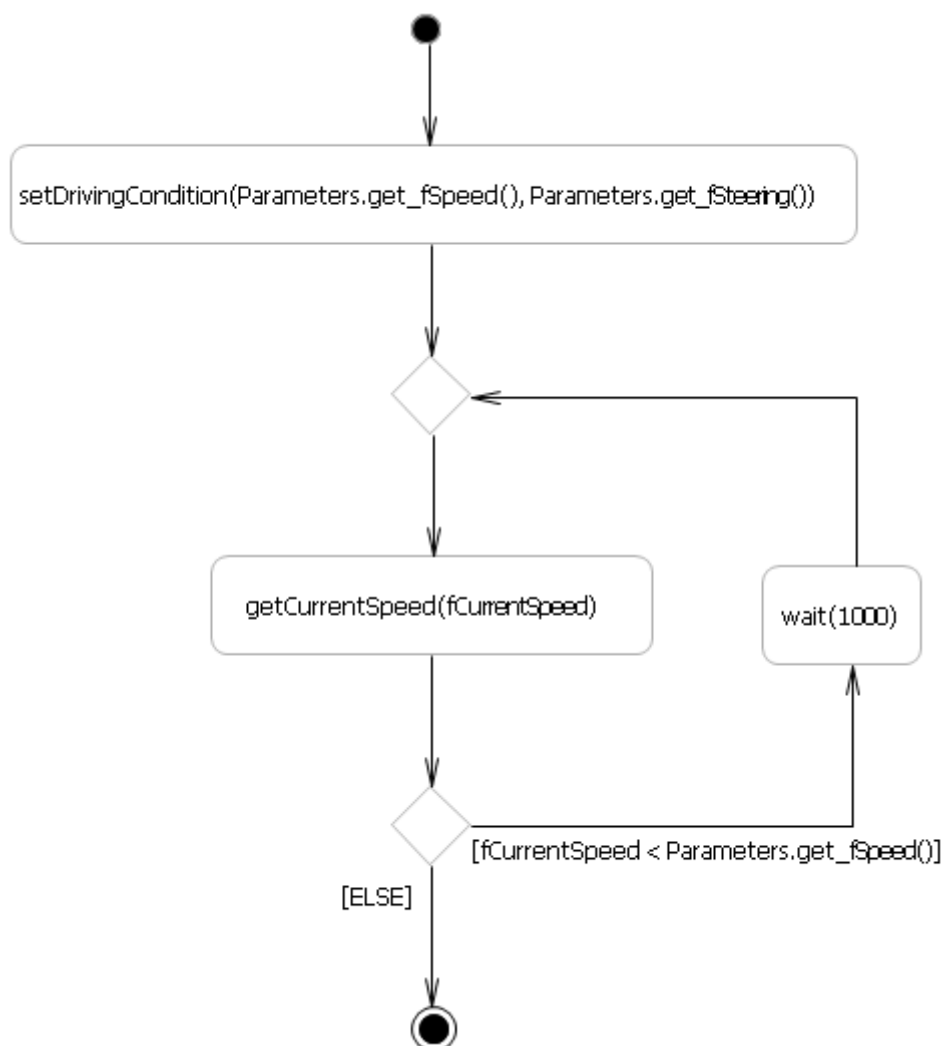 setDrivingCondition(Parameters.get_fSpeed(), Parameters.get_fSteering())
getCurrentSpeed(fCurrentSpeed)
wait(1000)
[fCurrentSpeed < Parameters.get_fSpeed()]
[ELSE]